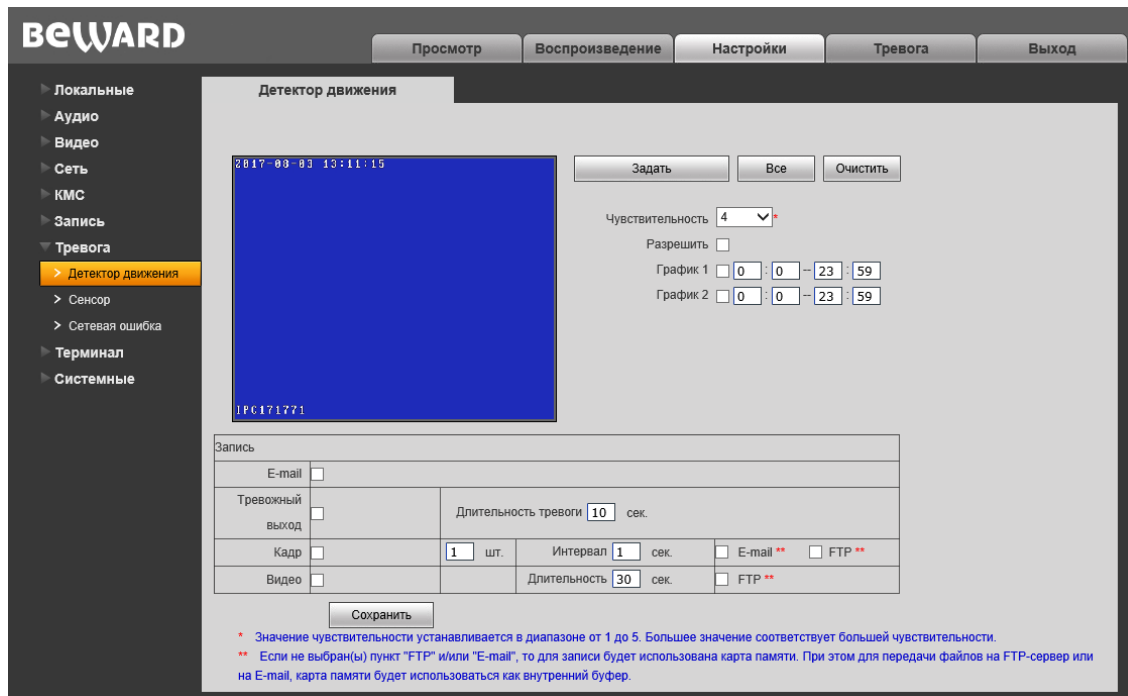 BEWARD
Просмотр Воспроизведение Настройки Тревога Выход
Локальные
Аудио
Видео
Сеть
КМС
Запись
Тревога
> Детектор движения
> Сенсор
> Сетевая ошибка
Терминал
Системные
Детектор движения
2017-08-03 13:11:15
IPC171771
Задать Все Очистить
Чувствительность 4 *
Разрешить
График 1 0 : 0 -- 23 : 59
График 2 0 : 0 -- 23 : 59
Запись
E-mail
Тревожный
выход
Длительность тревоги 10 сек.
Кадр 1 шт. Интервал 1 сек. E-mail ** FTP **
Видео Длительность 30 сек. FTP **
Сохранить
* Значение чувствительности устанавливается в диапазоне от 1 до 5. Большее значение соответствует большей чувствительности.
** Если не выбран(ы) пункт "FTP" и/или "E-mail", то для записи будет использована карта памяти. При этом для передачи файлов на FTP-сервер или
на E-mail, карта памяти будет использоваться как внутренний буфер.